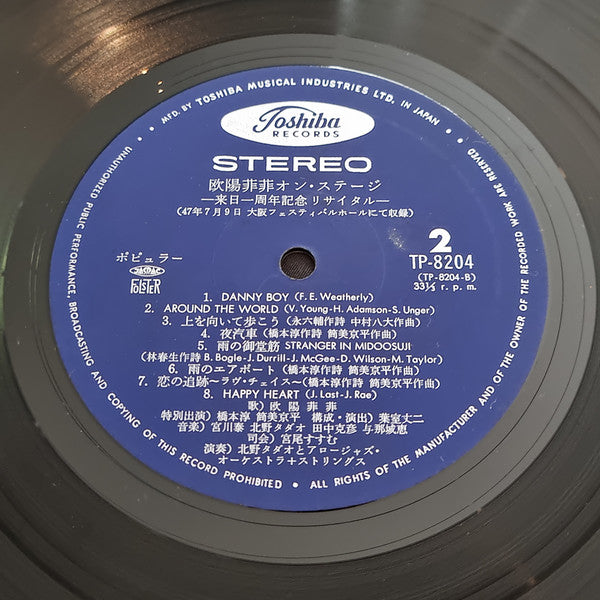 MFD. BY TOSHIBA MUSICAL INDUSTRIES LTD. IN JAPAN
Toshiba
RECORDS
STEREO
欧陽菲菲オン・ステージ
—来日一周年記念 リサイタル—
(47年7月9日 大阪フェスティバルホールにて収録)
ポピュラー
JASRAC
FOLSTER
2
TP-8204
(TP-8204-B)
33⅓ r. p. m.
1. DANNY BOY (F. E. Weatherly)
2. AROUND THE WORLD (V. Young-H. Adamson-S. Unger)
3. 上を向いて歩こう (永六輔作詩 中村八大作曲)
4. 夜汽車 (橋本淳作詩 筒美京平作曲)
5. 雨の御堂筋 STRANGER IN MIDOOSUJI
(林春生作詩 B. Bogle-J. Durrill-J. McGee-D. Wilson-M. Taylor)
6. 雨のエアポート (橋本淳作詩 筒美京平作曲)
7. 恋の追跡〜ラヴ・チェイス〜(橋本淳作詩 筒美京平作曲)
8. HAPPY HEART (J. Last-J. Rae)
歌) 欧 陽 菲 菲
特別出演) 橋本淳 筒美京平 構成・演出) 葉室丈二
音楽) 宮川泰 北野タダオ 田中克彦 与那城恵
司会) 宮尾すすむ
演奏) 北野タダオとアロージャズ・
オーケストラ+ストリングス
UNAUTHORIZED PUBLIC PERFORMANCE, BROADCASTING AND COPYING OF THIS RECORD PROHIBITED • ALL RIGHTS OF THE MANUFACTURER AND OF THE OWNER OF THE RECORDED WORK ARE RESERVED